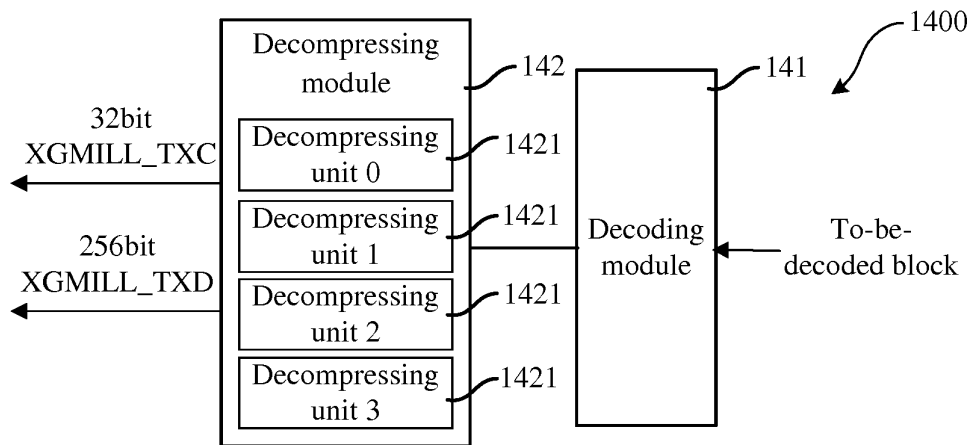 1400
Decompressing
module
142
141
32bit
XGMILL_TXC
Decompressing
unit 0
1421
256bit
XGMILL_TXD
Decompressing
unit 1
1421
Decoding
module
To-be-
decoded block
Decompressing
unit 2
1421
Decompressing
unit 3
1421